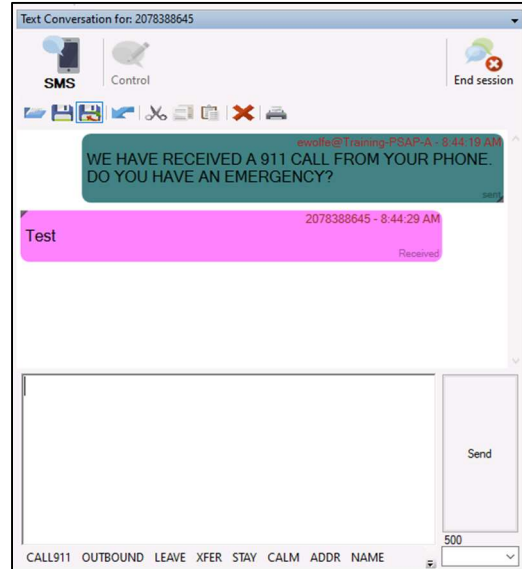 Text Conversation for: 2078388645
SMS
Control
End session
ewolfe@Training-PSAP-A - 8:44:19 AM
WE HAVE RECEIVED A 911 CALL FROM YOUR PHONE.
DO YOU HAVE AN EMERGENCY?
sent
2078388645 - 8:44:29 AM
Test
Received
Send
500
CALL911 OUTBOUND LEAVE XFER STAY CALM ADDR NAME